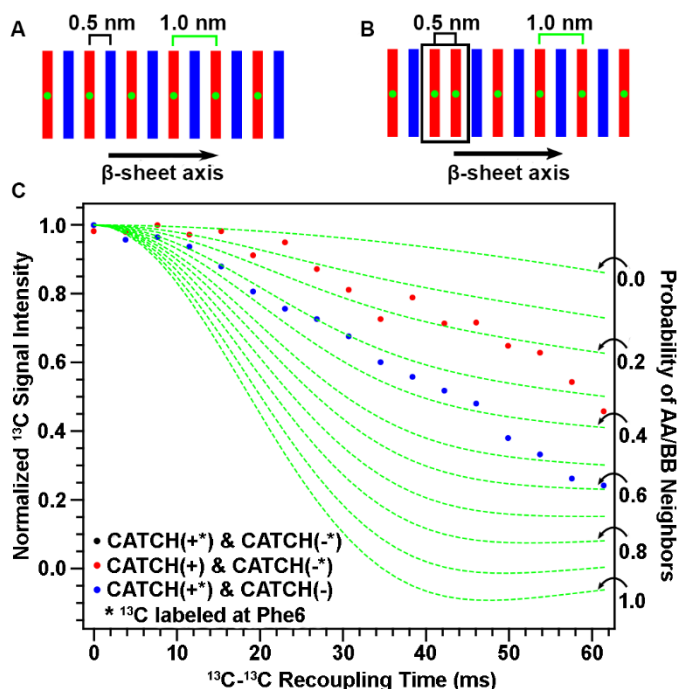 A
0.5 nm
1.0 nm
β-sheet axis
B
0.5 nm
1.0 nm
β-sheet axis
C
Normalized ¹³C Signal Intensity
1.0
0.8
0.6
0.4
0.2
0.0
CATCH(+*) & CATCH(-*)
CATCH(+) & CATCH(-*)
CATCH(+*) & CATCH(-)
* ¹³C labeled at Phe6
0 10 20 30 40 50 60
¹³C-¹³C Recoupling Time (ms)
0.0
0.2
0.4
0.6
0.8
1.0
Probability of AA/BB Neighbors